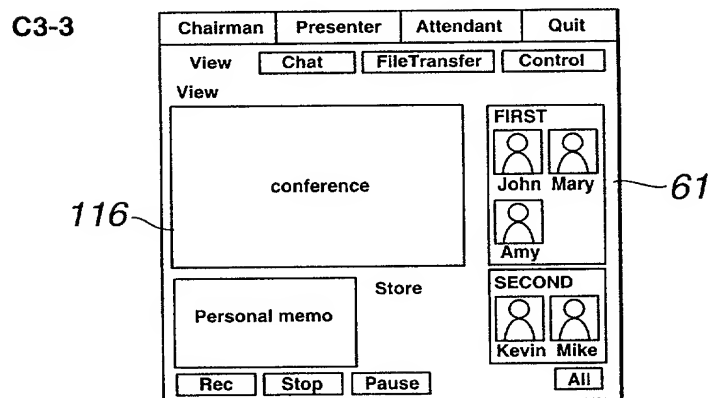 C3-3
Chairman Presenter Attendant Quit
View Chat FileTransfer Control
View
conference
116
FIRST
John Mary
Amy
61
Personal memo
Store
SECOND
Kevin Mike
Rec Stop Pause All